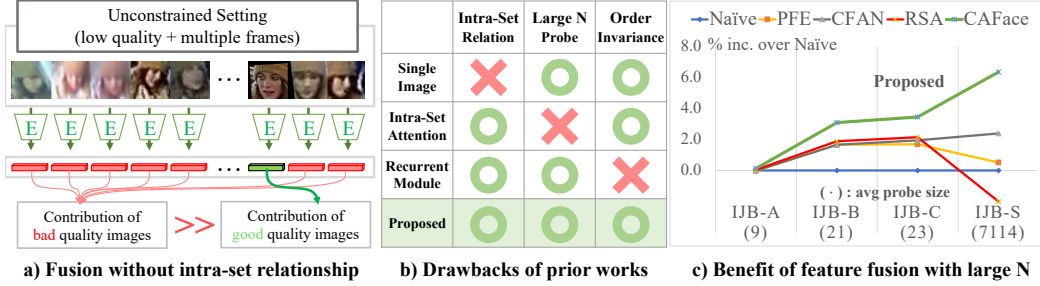 Unconstrained Setting
(low quality + multiple frames)
...
E E E E E E E
...
Contribution of
bad quality images
>>
Contribution of
good quality images
a) Fusion without intra-set relationship
Intra-Set
Relation
Large N
Probe
Order
Invariance
Single
Image
Intra-Set
Attention
Recurrent
Module
Proposed
b) Drawbacks of prior works
Naïve PFE CFAN RSA CAFace
8.0 % inc. over Naïve
6.0
4.0
2.0
0.0
Proposed
( · ) : avg probe size
IJB-A IJB-B IJB-C IJB-S
(9) (21) (23) (7114)
c) Benefit of feature fusion with large N